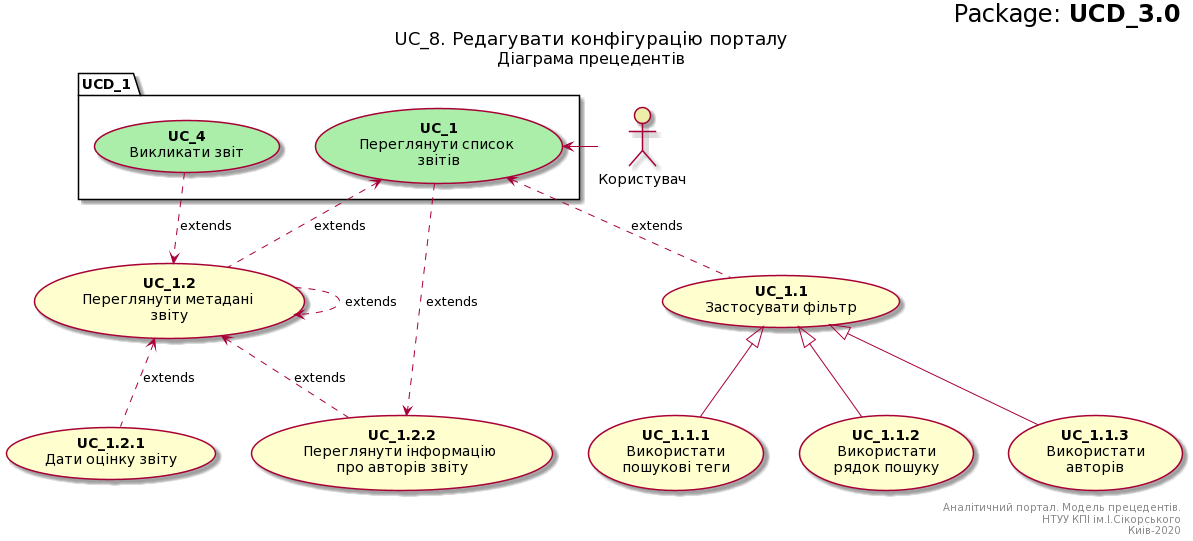 Package: UCD_3.0
UC_8. Редагувати конфігурацію порталу
Діаграма прецедентів
UCD_1
UC_4
Викликати звіт
UC_1
Переглянути список
звітів
Користувач
extends
extends
extends
UC_1.2
Переглянути метадані
звіту
extends
extends
UC_1.1
Застосувати фільтр
extends
extends
UC_1.2.1
Дати оцінку звіту
UC_1.2.2
Переглянути інформацію
про авторів звіту
UC_1.1.1
Використати
пошукові теги
UC_1.1.2
Використати
рядок пошуку
UC_1.1.3
Використати
авторів
Аналітичний портал. Модель прецедентів.
НТУУ КПІ ім.І.Сікорського
Київ-2020